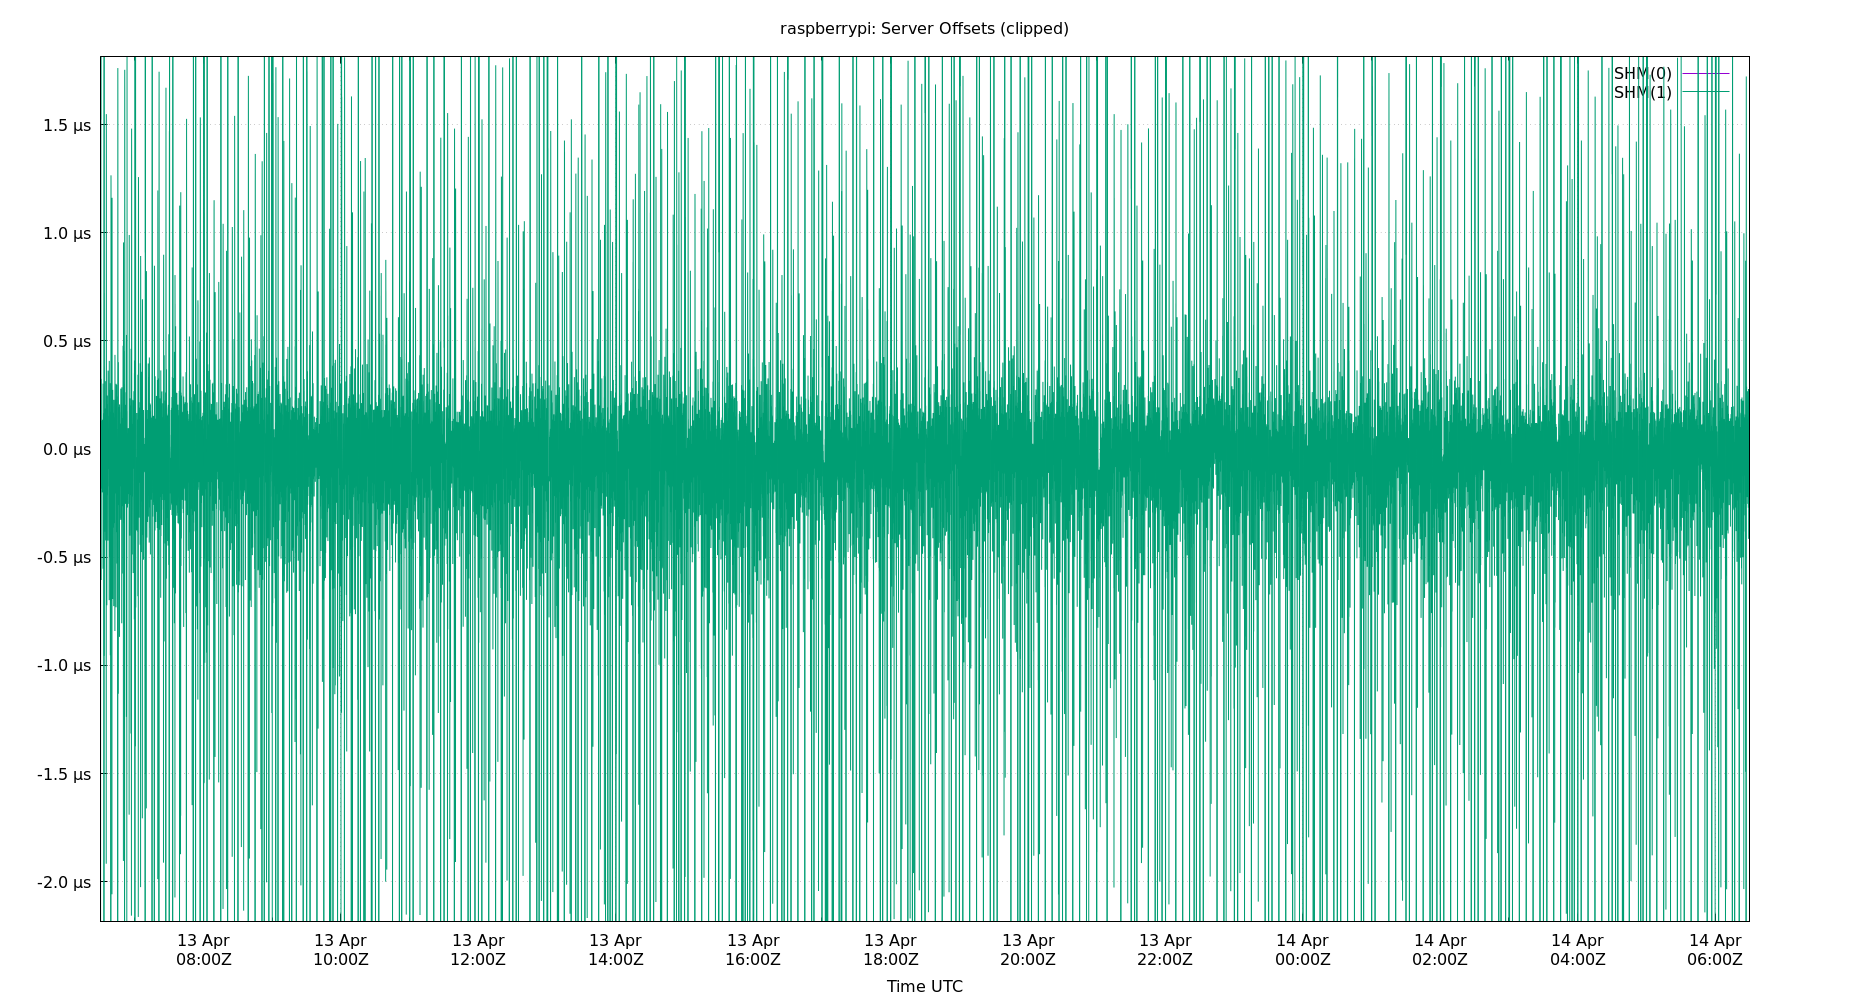 raspberrypi: Server Offsets (clipped)
SHM(0)
SHM(1)
1.5 µs
1.0 µs
0.5 µs
0.0 µs
-0.5 µs
-1.0 µs
-1.5 µs
-2.0 µs
13 Apr 13 Apr 13 Apr 13 Apr 13 Apr 13 Apr 13 Apr 13 Apr 14 Apr 14 Apr 14 Apr 14 Apr
08:00Z 10:00Z 12:00Z 14:00Z 16:00Z 18:00Z 20:00Z 22:00Z 00:00Z 02:00Z 04:00Z 06:00Z
Time UTC